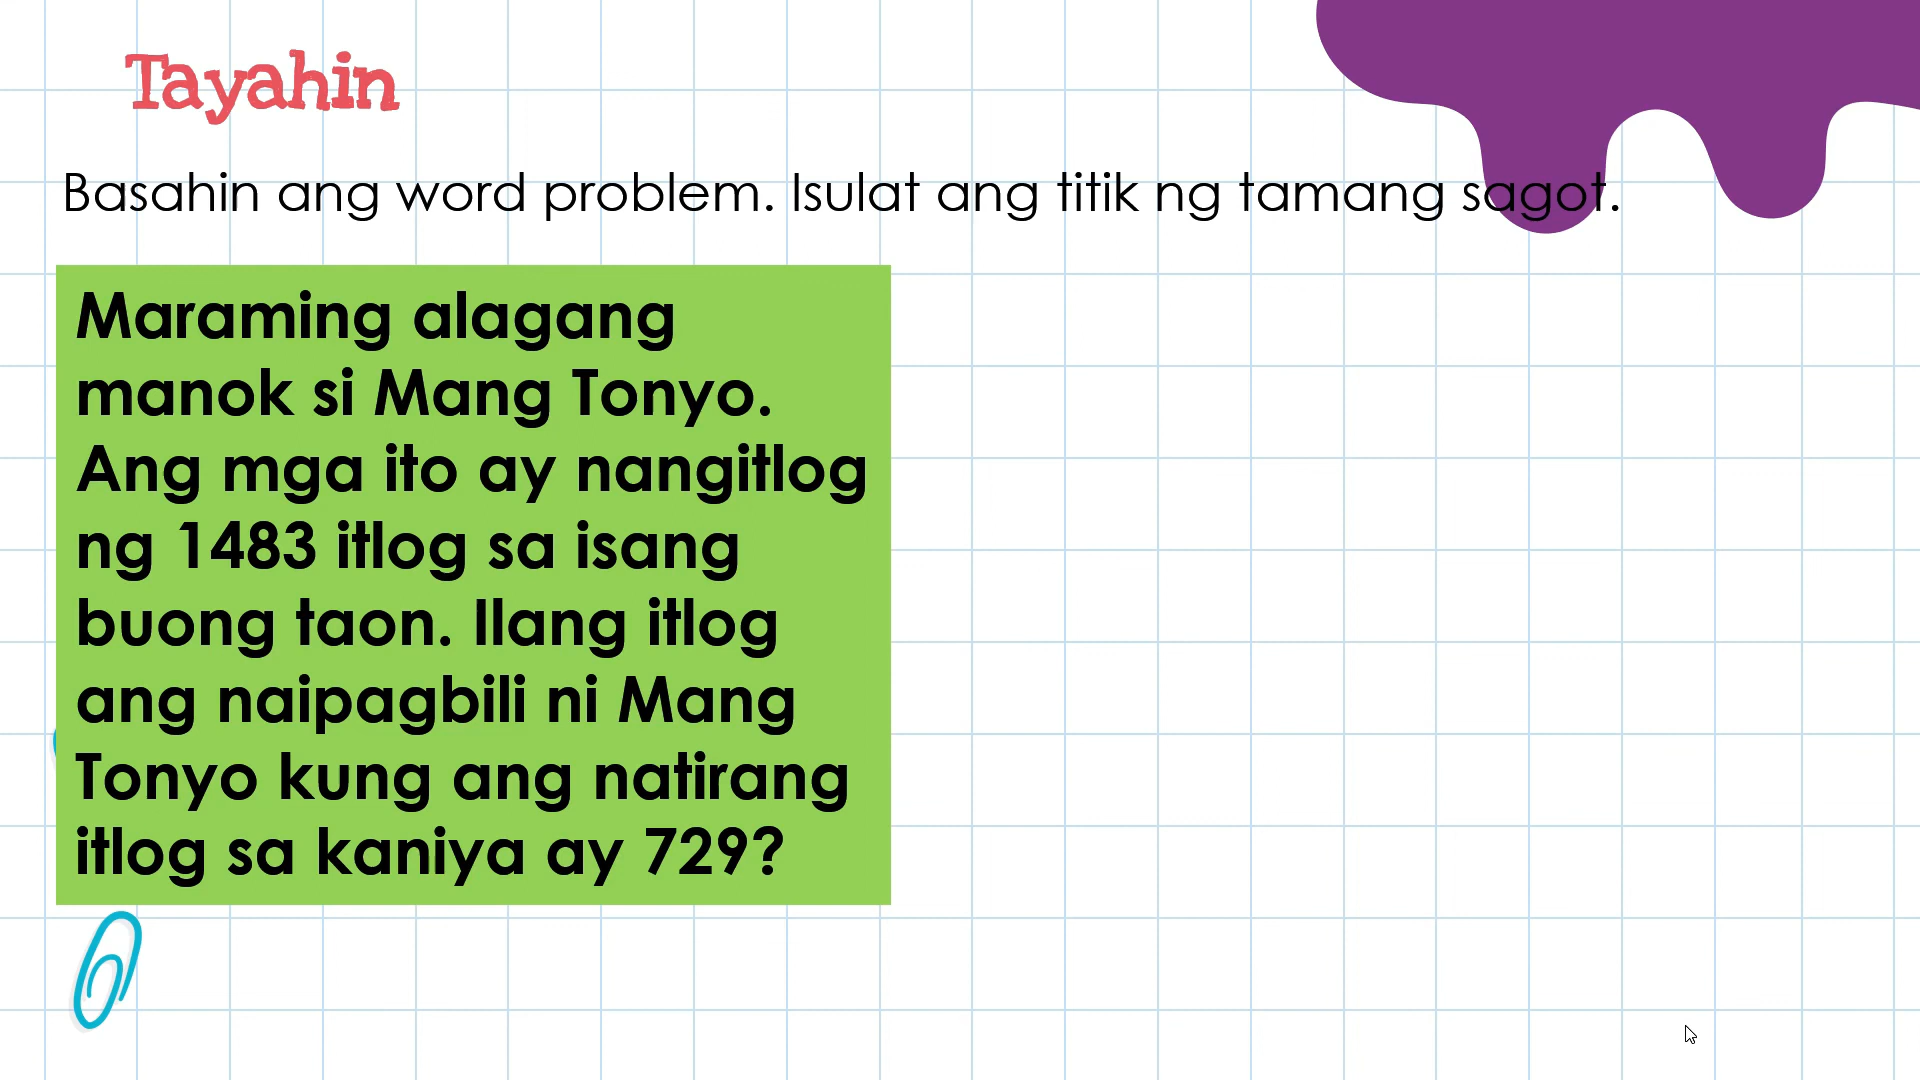 Tayahin
Basahin ang word problem. Isulat ang titik ng tamang sagot.
Maraming alagang
manok si Mang Tonyo.
Ang mga ito ay nangitlog
ng 1483 itlog sa isang
buong taon. Ilang itlog
ang naipagbili ni Mang
Tonyo kung ang natirang
itlog sa kaniya ay 729?